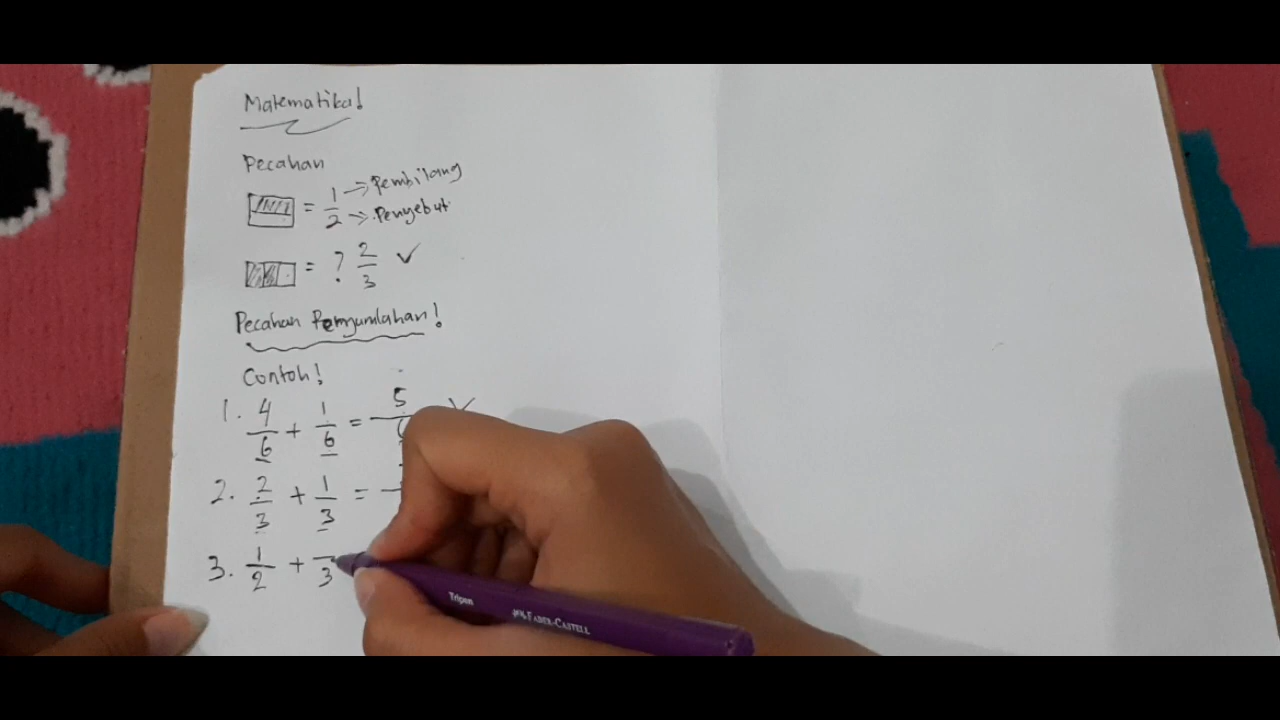 Matematika!
Pecahan
= 1/2 → Pembilang
→ Penyebut
= ? 2/3 ✓
Pecahan Pengumlahan!
Contoh!
1. 4/6 + 1/6 = 5/
2. 2/3 + 1/3 =
3. 1/2 + /3
Tripen
FABER-CASTELL